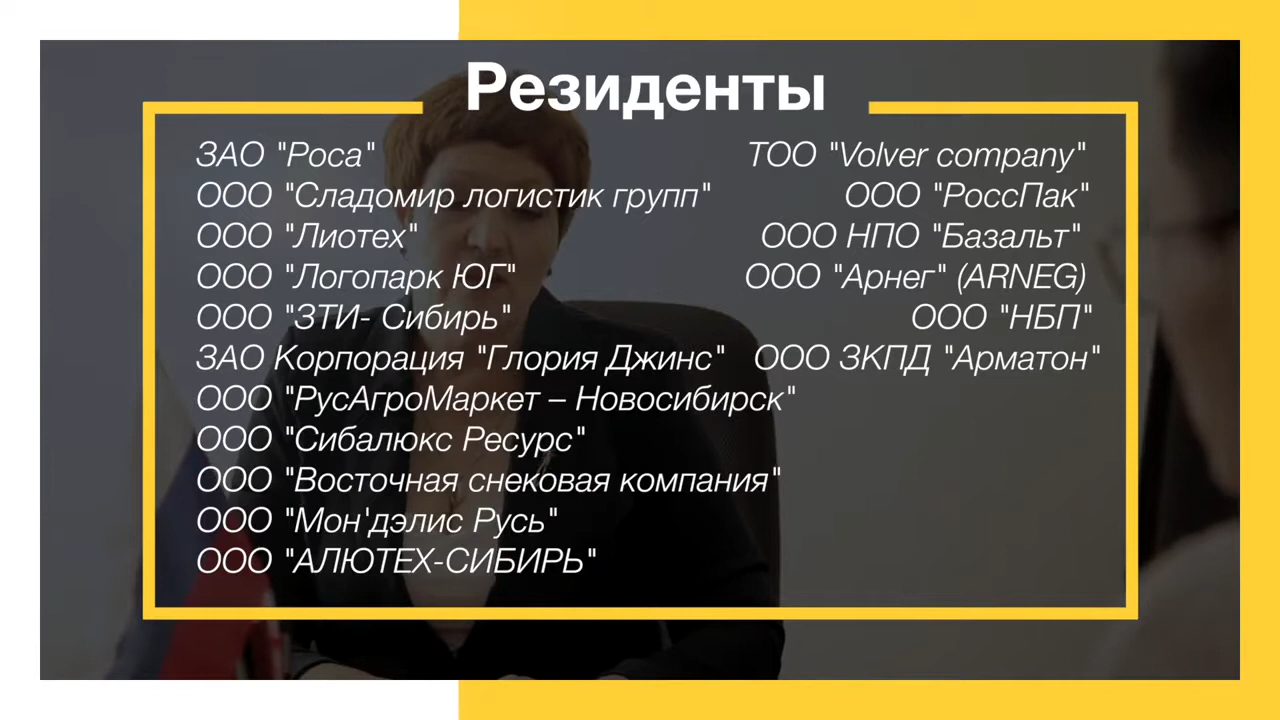 Резиденты
ЗАО "Роса"
ООО "Сладомир логистик групп"
ООО "Лиотех"
ООО "Логопарк ЮГ"
ООО "ЗТИ- Сибирь"
ЗАО Корпорация "Глория Джинс"
ООО "РусАгроМаркет – Новосибирск"
ООО "Сибалюкс Ресурс"
ООО "Восточная снековая компания"
ООО "Мон'дэлис Русь"
ООО "АЛЮТЕХ-СИБИРЬ"
ТОО "Volver company"
ООО "РоссПак"
ООО НПО "Базальт"
ООО "Арнег" (ARNEG)
ООО "НБП"
ООО ЗКПД "Арматон"